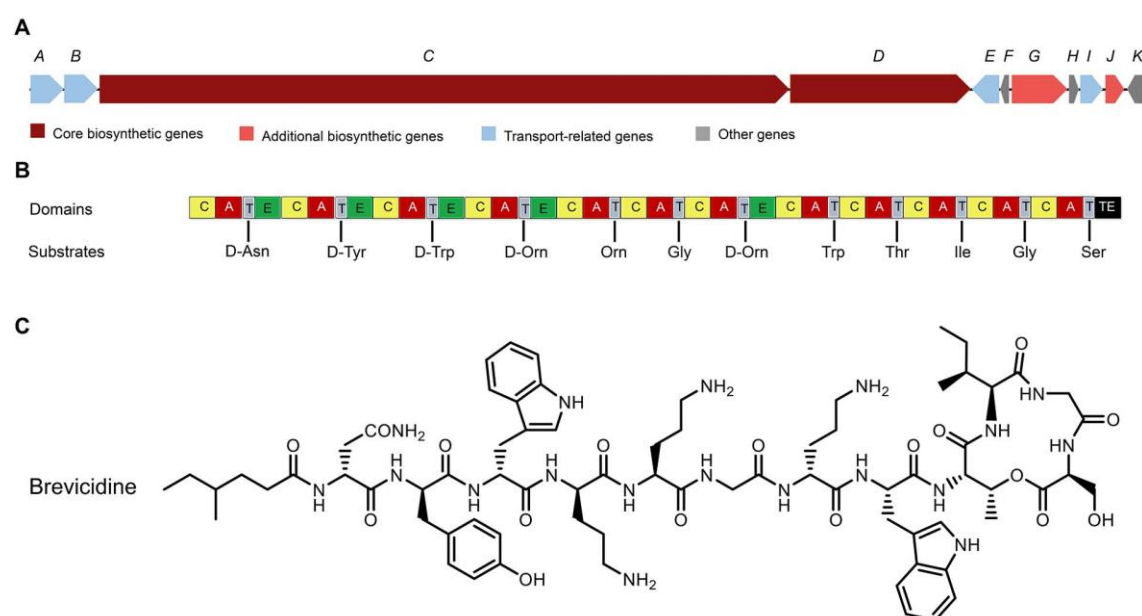 A
A B C D E F G H I J K
Core biosynthetic genes Additional biosynthetic genes Transport-related genes Other genes
B
Domains C A T E C A T E C A T E C A T E C A T C A T C A T E C A T C A T C A T C A T C A T TE
Substrates D-Asn D-Tyr D-Trp D-Orn Orn Gly D-Orn Trp Thr Ile Gly Ser
C
O
NH
NH2
NH2
O
HN
O
CONH2
O
H
N
O
H
N
O
H
N
O
H
N
O
O
HN
NH
Brevicidine
N
H
O
N
H
O
N
H
O
N
H
O
N
H
O
N
H
O
O
OH
OH
NH2
NH